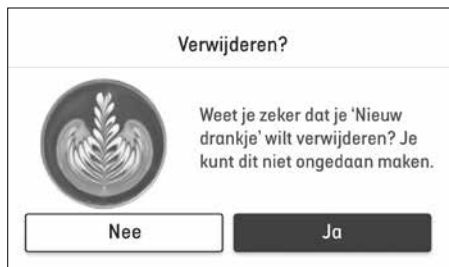 Verwijderen?
Weet je zeker dat je ‘Nieuw
drankje’ wilt verwijderen? Je
kunt dit niet ongedaan maken.
Nee
Ja